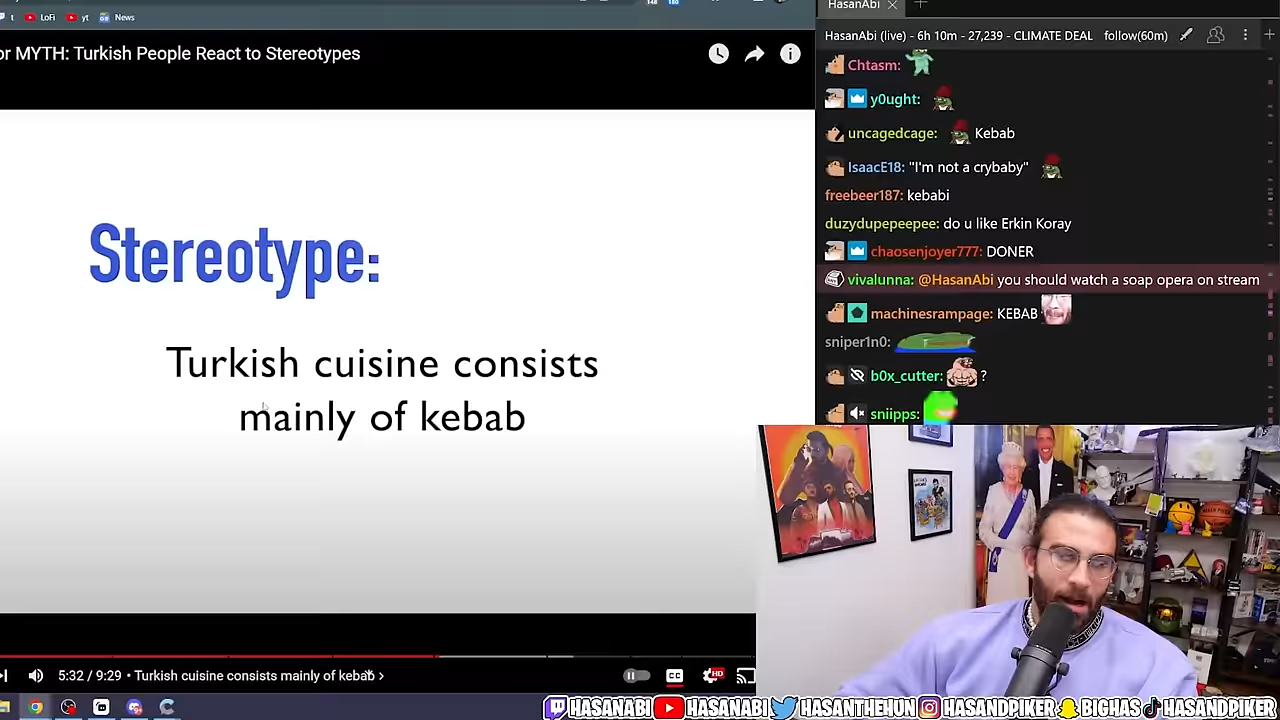 t LoFi yt News
or MYTH: Turkish People React to Stereotypes
Stereotype:
Turkish cuisine consists
mainly of kebab
5:32 / 9:29 • Turkish cuisine consists mainly of kebab
CC
HD
HasanAbi
HasanAbi (live) - 6h 10m - 27,239 - CLIMATE DEAL follow(60m)
Chtasm:
y0ught:
uncagedcage: Kebab
IsaacE18: "I'm not a crybaby"
freebeer187: kebabi
duzydupepeepee: do u like Erkin Koray
chaosenjoyer777: DONER
vivalunna: @HasanAbi you should watch a soap opera on stream
machinesrampage: KEBAB
sniper1n0:
b0x_cutter: ?
sniipps:
HASANABI HASANABI HASANTHEHUN HASANDPIKER BIGHAS HASANDPIKER